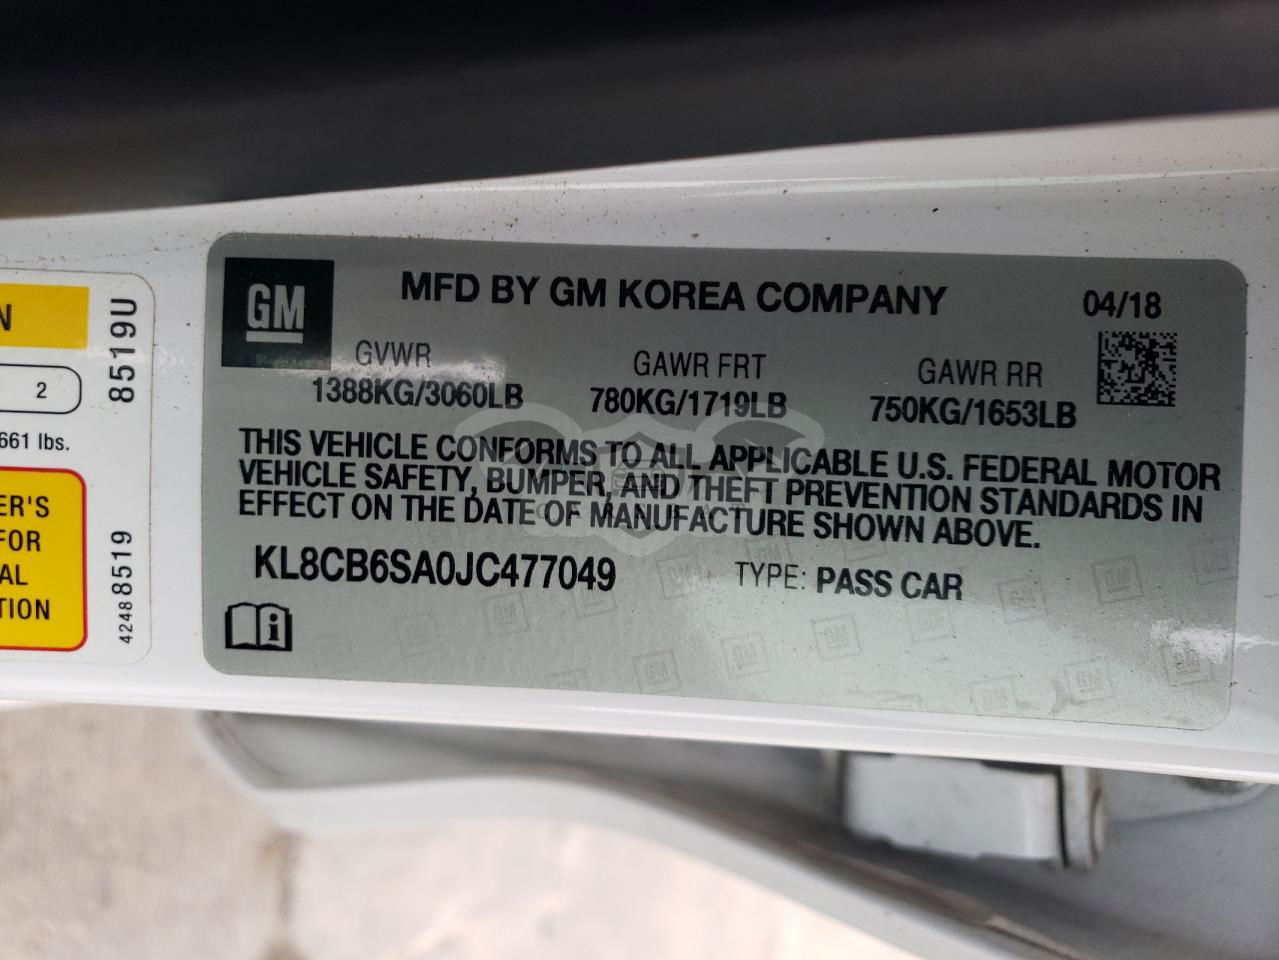 GM
MFD BY GM KOREA COMPANY
04/18
GVWR
1388KG/3060LB
GAWR FRT
780KG/1719LB
GAWR RR
750KG/1653LB
THIS VEHICLE CONFORMS TO ALL APPLICABLE U.S. FEDERAL MOTOR
VEHICLE SAFETY, BUMPER, AND THEFT PREVENTION STANDARDS IN
EFFECT ON THE DATE OF MANUFACTURE SHOWN ABOVE.
KL8CB6SA0JC477049
TYPE: PASS CAR
N
2
661 lbs.
ER'S
FOR
AL
TION
8519U
42488519